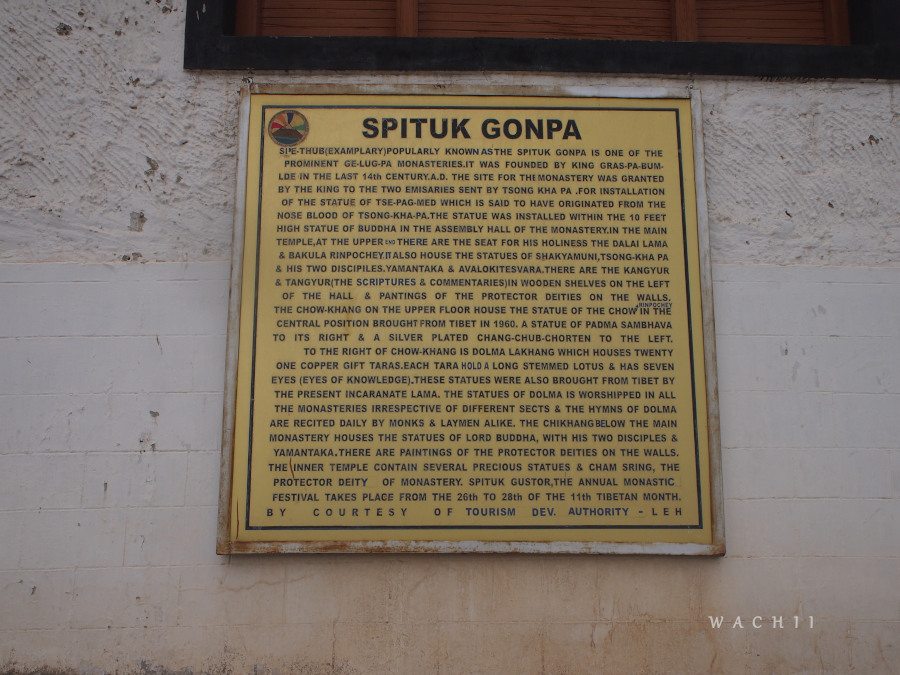 SPITUK GONPA
SPE-THUB(EXAMPLARY)POPULARLY KNOWN AS THE SPITUK GONPA IS ONE OF THE
PROMINENT GE-LUG-PA MONASTERIES.IT WAS FOUNDED BY KING GRAS-PA-BUM-
LDE IN THE LAST 14th CENTURY.A.D. THE SITE FOR THE MONASTERY WAS GRANTED
BY THE KING TO THE TWO EMISARIES SENT BY TSONG KHA PA .FOR INSTALLATION
OF THE STATUE OF TSE-PAG-MED WHICH IS SAID TO HAVE ORIGINATED FROM THE
NOSE BLOOD OF TSONG-KHA-PA.THE STATUE WAS INSTALLED WITHIN THE 10 FEET
HIGH STATUE OF BUDDHA IN THE ASSEMBLY HALL OF THE MONASTERY.IN THE MAIN
TEMPLE,AT THE UPPER END THERE ARE THE SEAT FOR HIS HOLINESS THE DALAI LAMA
& BAKULA RINPOCHEY.IT ALSO HOUSE THE STATUES OF SHAKYAMUNI,TSONG-KHA PA
& HIS TWO DISCIPLES.YAMANTAKA & AVALOKITESVARA.THERE ARE THE KANGYUR
& TANGYUR(THE SCRIPTURES & COMMENTARIES)IN WOODEN SHELVES ON THE LEFT
OF THE HALL & PANTINGS OF THE PROTECTOR DEITIES ON THE WALLS.
THE CHOW-KHANG ON THE UPPER FLOOR HOUSE THE STATUE OF THE CHOW RINPOCHEY IN THE
CENTRAL POSITION BROUGHT FROM TIBET IN 1960. A STATUE OF PADMA SAMBHAVA
TO ITS RIGHT & A SILVER PLATED CHANG-CHUB-CHORTEN TO THE LEFT.
TO THE RIGHT OF CHOW-KHANG IS DOLMA LAKHANG WHICH HOUSES TWENTY
ONE COPPER GIFT TARAS.EACH TARA HOLD A LONG STEMMED LOTUS & HAS SEVEN
EYES (EYES OF KNOWLEDGE).THESE STATUES WERE ALSO BROUGHT FROM TIBET BY
THE PRESENT INCARANATE LAMA. THE STATUES OF DOLMA IS WORSHIPPED IN ALL
THE MONASTERIES IRRESPECTIVE OF DIFFERENT SECTS & THE HYMNS OF DOLMA
ARE RECITED DAILY BY MONKS & LAYMEN ALIKE. THE CHIKHANG BELOW THE MAIN
MONASTERY HOUSES THE STATUES OF LORD BUDDHA, WITH HIS TWO DISCIPLES &
YAMANTAKA.THERE ARE PAINTINGS OF THE PROTECTOR DEITIES ON THE WALLS.
THE INNER TEMPLE CONTAIN SEVERAL PRECIOUS STATUES & CHAM SRING, THE
PROTECTOR DEITY OF MONASTERY. SPITUK GUSTOR,THE ANNUAL MONASTIC
FESTIVAL TAKES PLACE FROM THE 26th TO 28th OF THE 11th TIBETAN MONTH.
BY COURTESY OF TOURISM DEV. AUTHORITY - LEH
WACH11